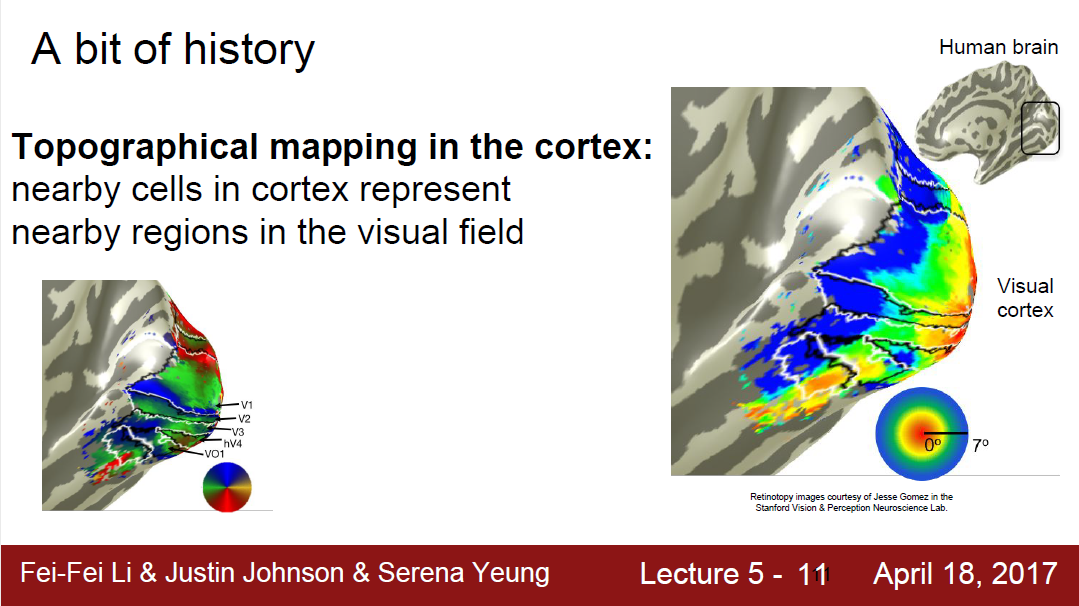 A bit of history
Human brain
Topographical mapping in the cortex:
nearby cells in cortex represent
nearby regions in the visual field
Visual
cortex
V1
V2
V3
hV4
VO1
0º
7º
Retinotopy images courtesy of Jesse Gomez in the
Stanford Vision & Perception Neuroscience Lab.
Fei-Fei Li & Justin Johnson & Serena Yeung
Lecture 5 - 11
April 18, 2017